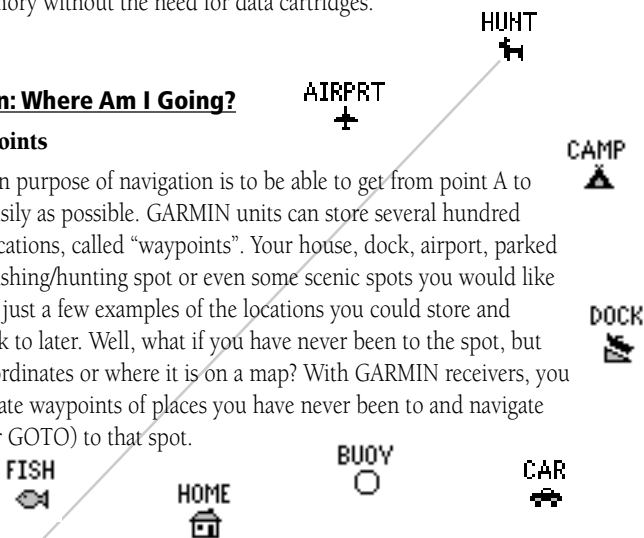 ory without the need for data cartridges.
HUNT
n: Where Am I Going?
AIRPRT
oints
CAMP
n purpose of navigation is to be able to get from point A to
sily as possible. GARMIN units can store several hundred
cations, called “waypoints”. Your house, dock, airport, parked
shing/hunting spot or even some scenic spots you would like
just a few examples of the locations you could store and
DOCK
k to later. Well, what if you have never been to the spot, but
ordinates or where it is on a map? With GARMIN receivers, you
ate waypoints of places you have never been to and navigate
r GOTO) to that spot.
FISH
HOME
BUOY
CAR